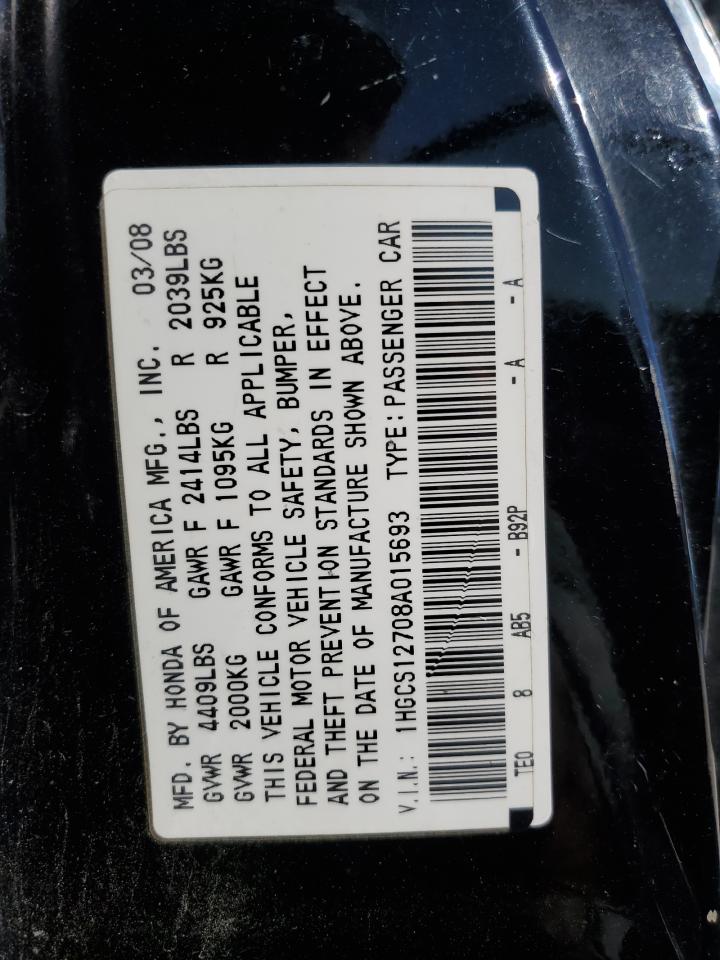 MFD. BY HONDA OF AMERICA MFG., INC. 03/08
GVWR 4409LBS GAWR F 2414LBS R 2039LBS
GVWR 2000KG GAWR F 1095KG R 925KG
THIS VEHICLE CONFORMS TO ALL APPLICABLE
FEDERAL MOTOR VEHICLE SAFETY, BUMPER,
AND THEFT PREVENTION STANDARDS IN EFFECT
ON THE DATE OF MANUFACTURE SHOWN ABOVE.
V.I.N.: 1HGCS12708A015693 TYPE:PASSENGER CAR
TE0 8 AB5 - B92P - A - A